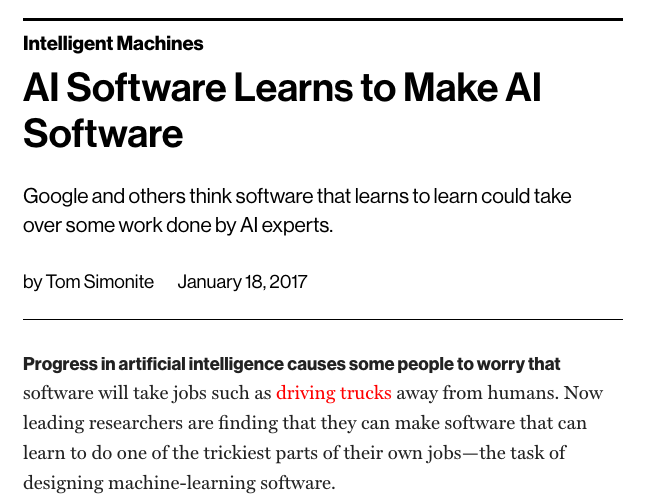 Intelligent Machines
AI Software Learns to Make AI
Software
Google and others think software that learns to learn could take
over some work done by AI experts.
by Tom Simonite January 18, 2017
Progress in artificial intelligence causes some people to worry that
software will take jobs such as driving trucks away from humans. Now
leading researchers are finding that they can make software that can
learn to do one of the trickiest parts of their own jobs—the task of
designing machine-learning software.